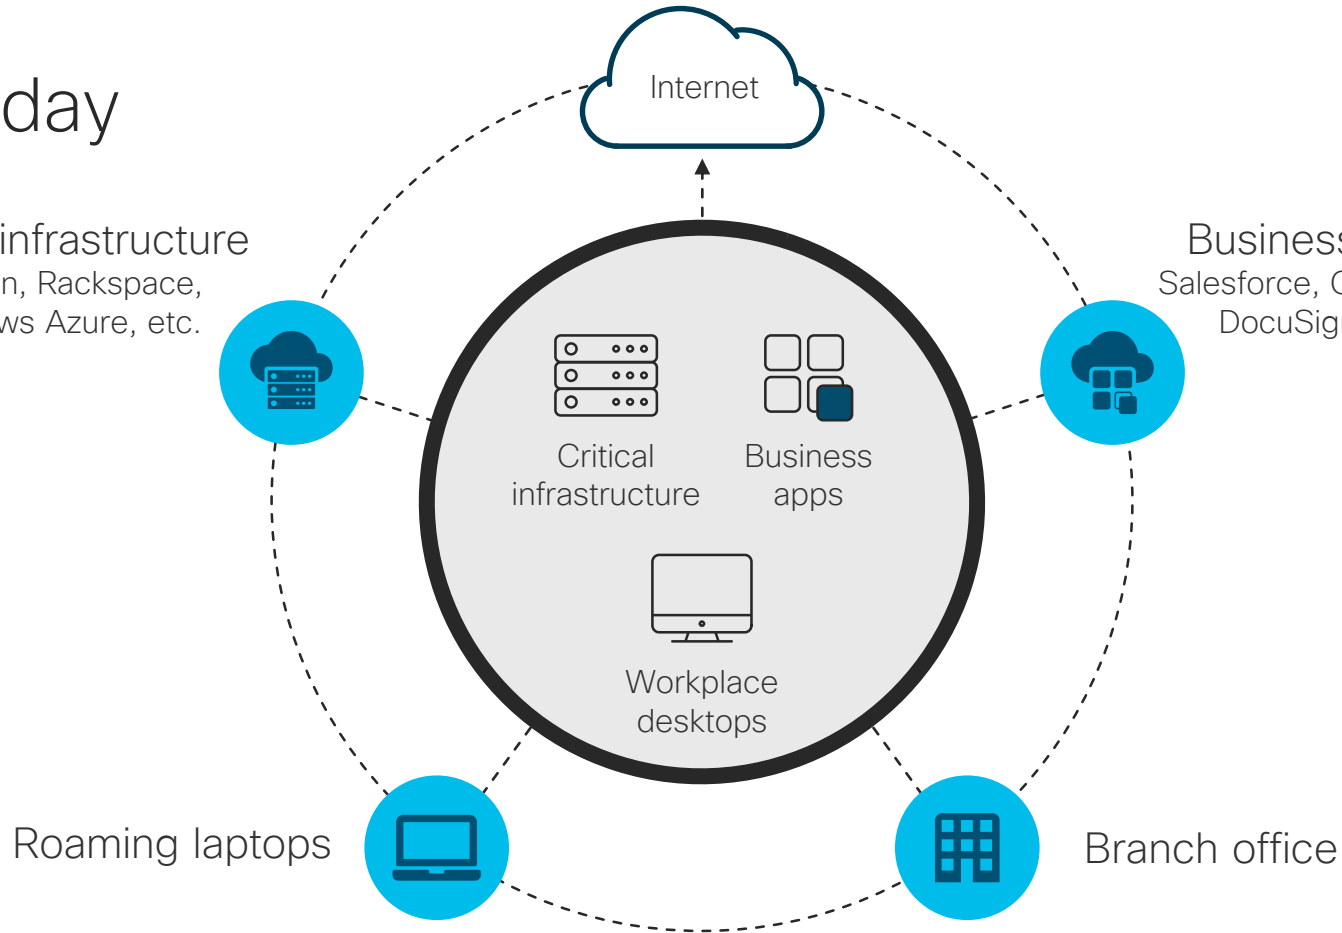 day
Internet
infrastructure
n, Rackspace,
ws Azure, etc.
Business
Salesforce,
DocuSig
Critical
infrastructure
Business
apps
Workplace
desktops
Roaming laptops
Branch office